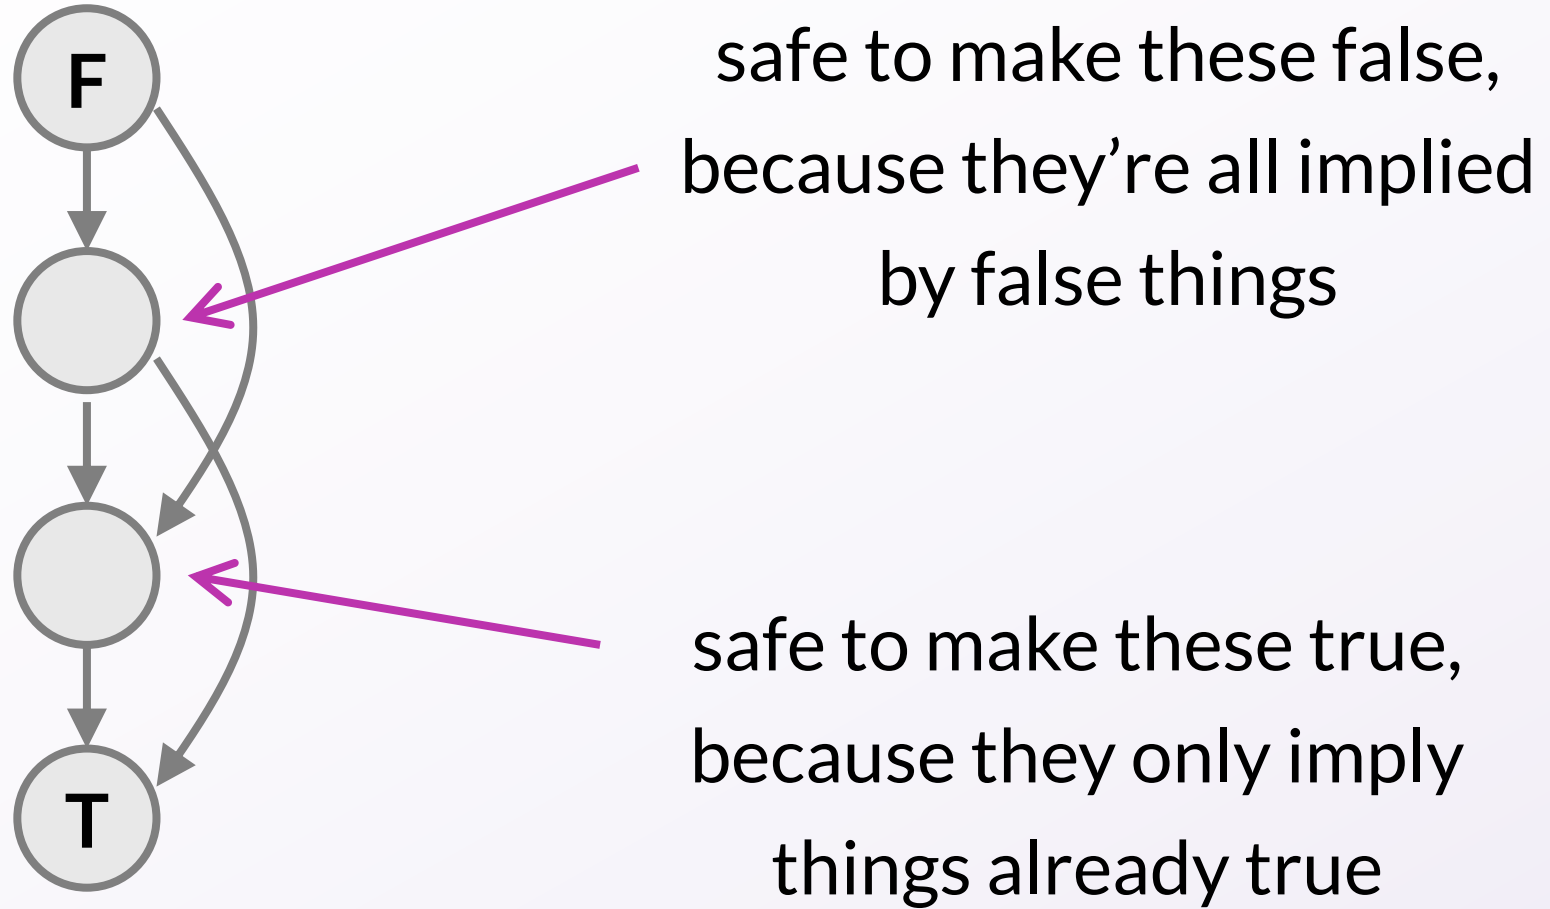 F
safe to make these false,
because they’re all implied
by false things
safe to make these true,
because they only imply
things already true
T